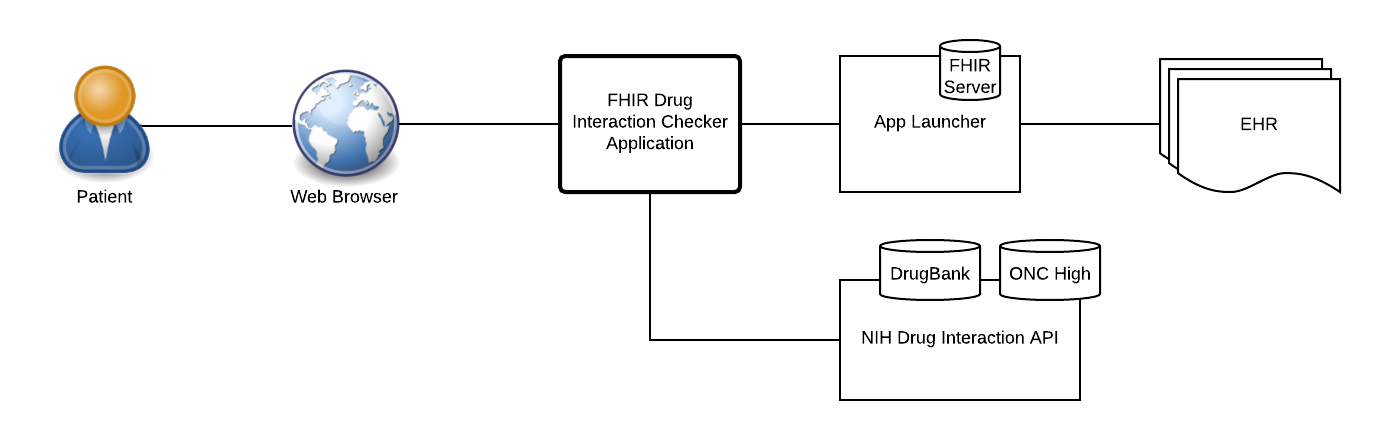 Patient
Web Browser
FHIR Drug
Interaction Checker
Application
FHIR
Server
App Launcher
EHR
DrugBank
ONC High
NIH Drug Interaction API